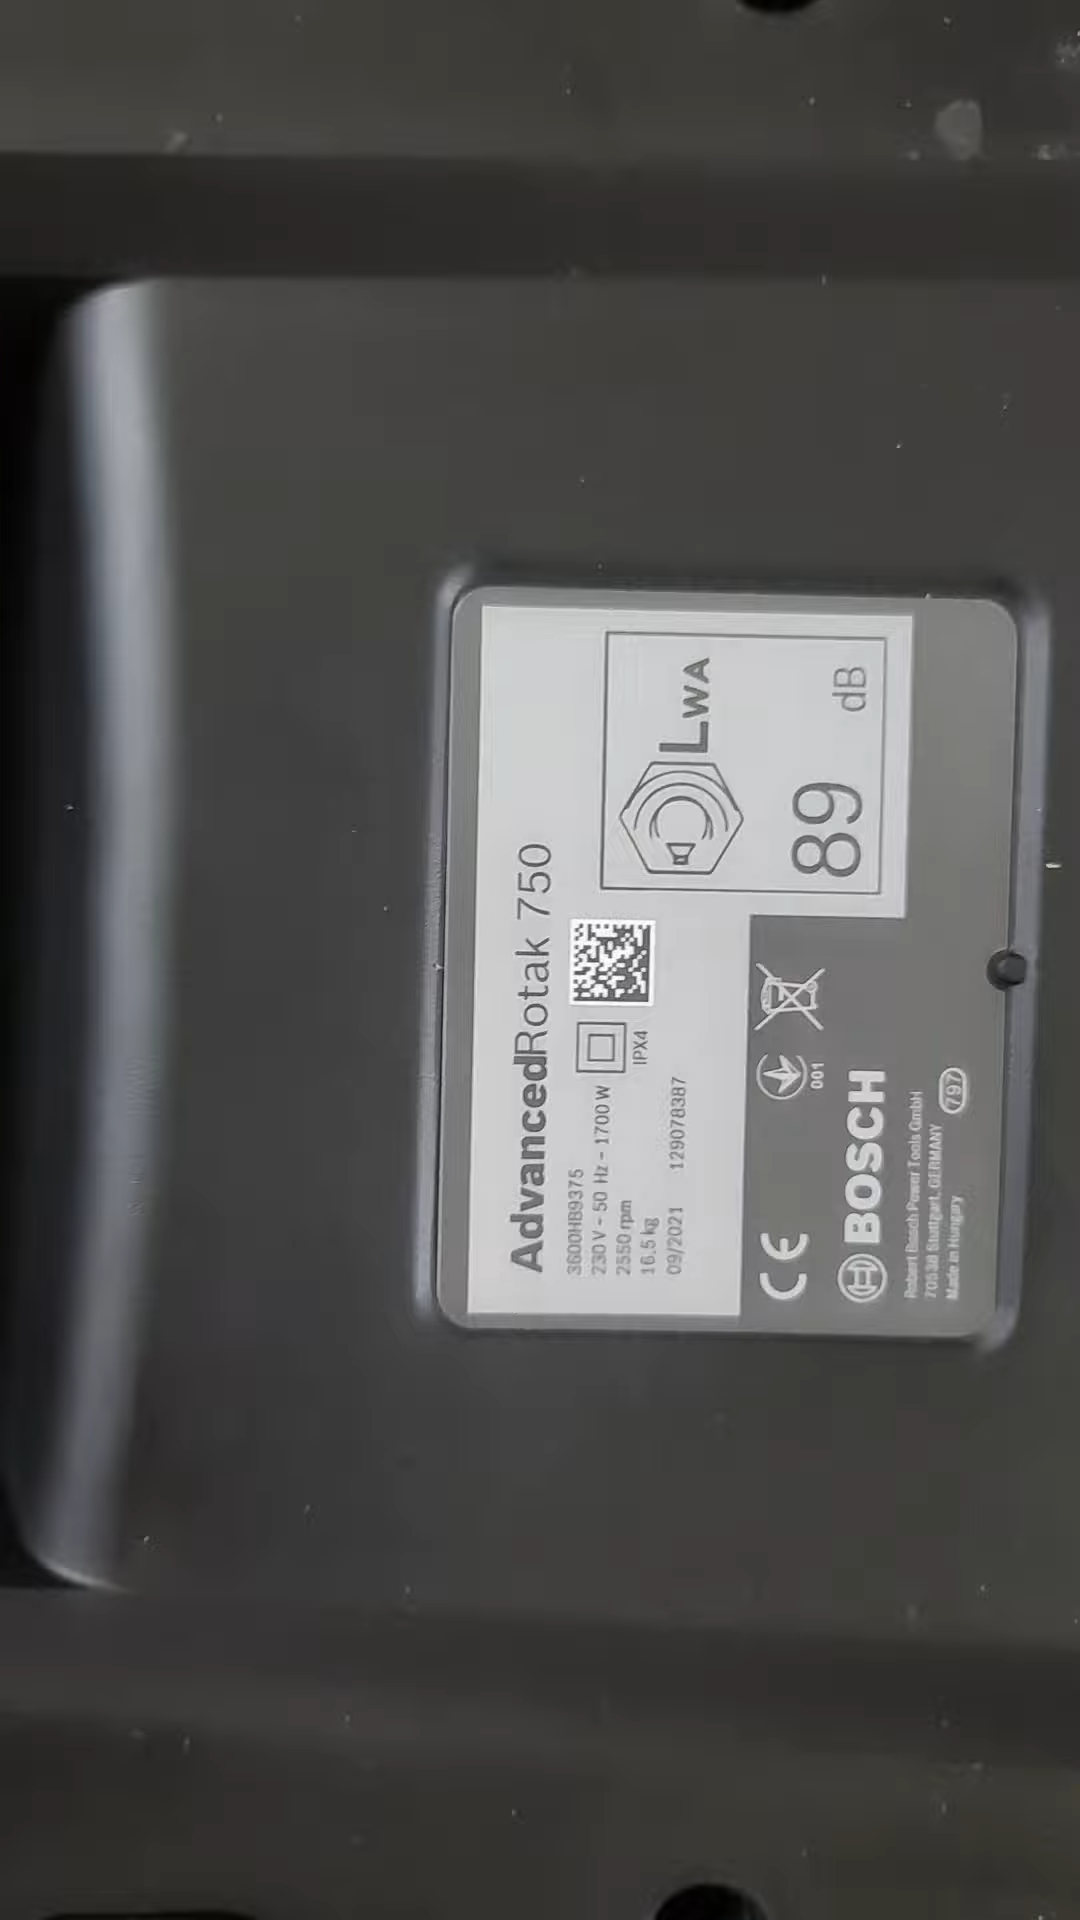 AdvancedRotak 750
3600HB9375
230 V ~ 50 Hz ~ 1700 W
2550 rpm
IPX4
16.5 kg
09/2021 129078387
LWA
89 dB
CE
001
BOSCH
Robert Bosch Power Tools GmbH
70538 Stuttgart, GERMANY
Made in Hungary
797